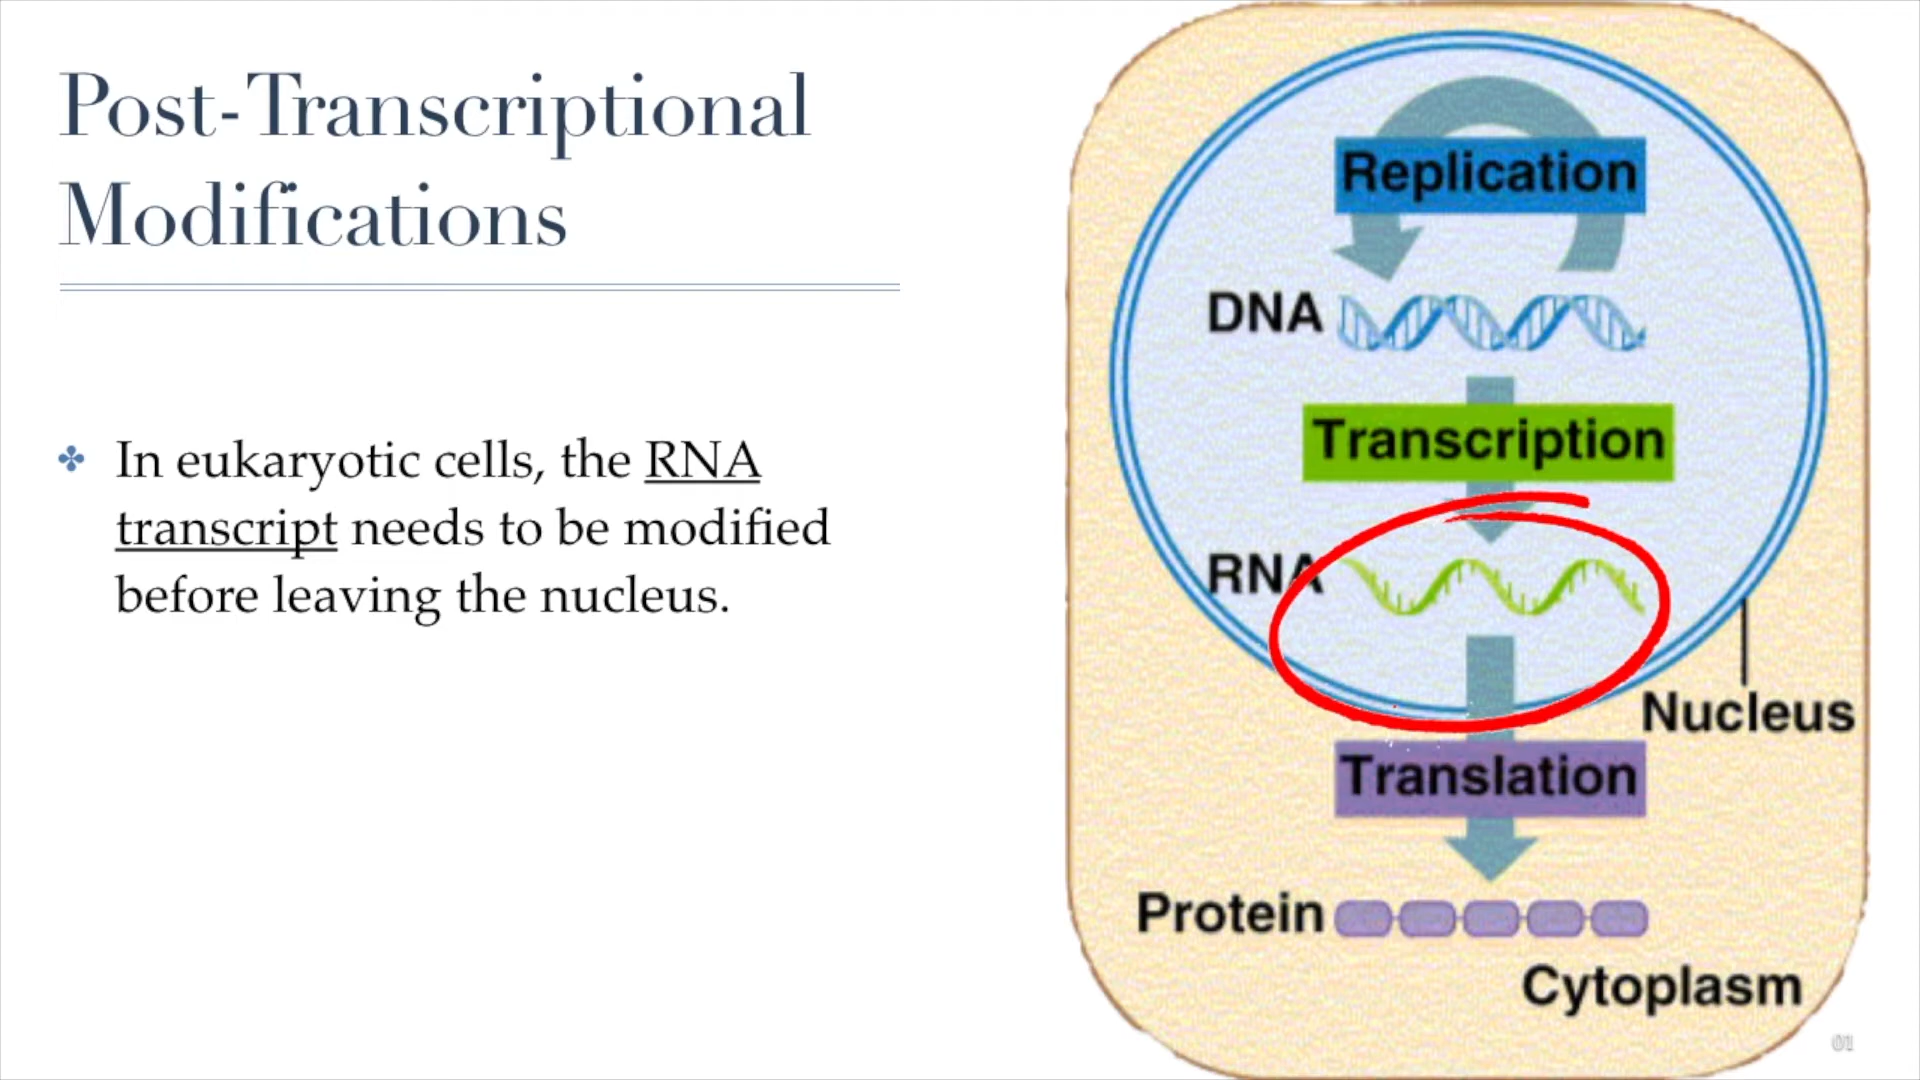 Post-Transcriptional
Modifications
In eukaryotic cells, the RNA
transcript needs to be modified
before leaving the nucleus.
Replication
DNA
Transcription
RNA
Nucleus
Translation
Protein
Cytoplasm
01